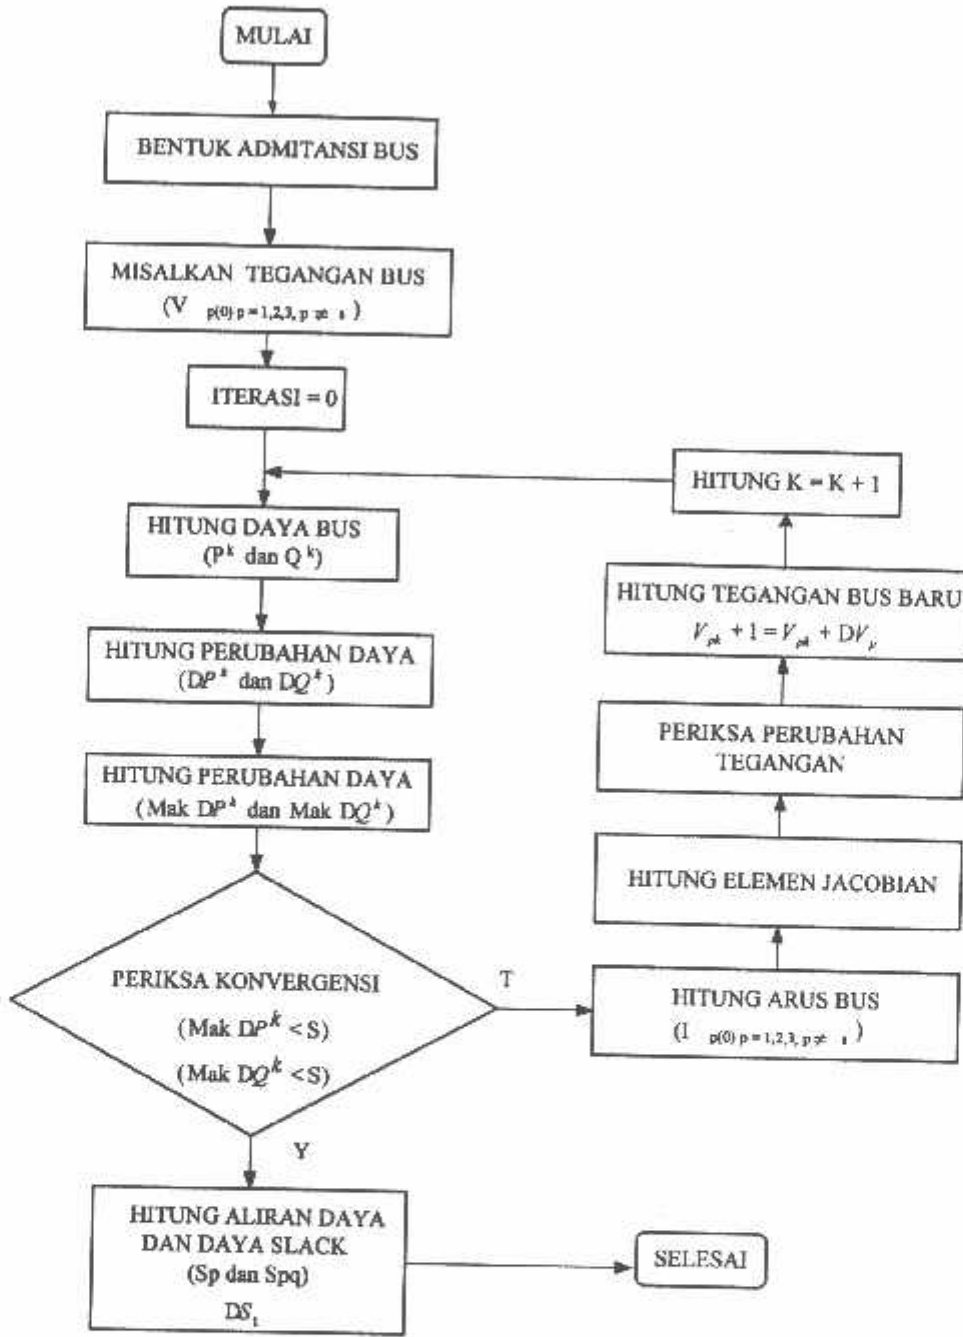 MULAI
BENTUK ADMITANSI BUS
MISALKAN TEGANGAN BUS
(V p(0) p = 1,2,3, p ≠ s )
ITERASI = 0
HITUNG DAYA BUS
(P^k dan Q^k)
HITUNG PERUBAHAN DAYA
(DP^k dan DQ^k)
HITUNG PERUBAHAN DAYA
(Mak DP^k dan Mak DQ^k)
PERIKSA KONVERGENSI
(Mak DP^k < S)
(Mak DQ^k < S)
T
HITUNG ARUS BUS
(I p(0) p = 1,2,3, p ≠ s )
HITUNG ELEMEN JACOBIAN
PERIKSA PERUBAHAN
TEGANGAN
HITUNG TEGANGAN BUS BARU
V_pk + 1 = V_pk + DV
HITUNG K = K + 1
Y
HITUNG ALIRAN DAYA
DAN DAYA SLACK
(Sp dan Spq)
DS
SELESAI